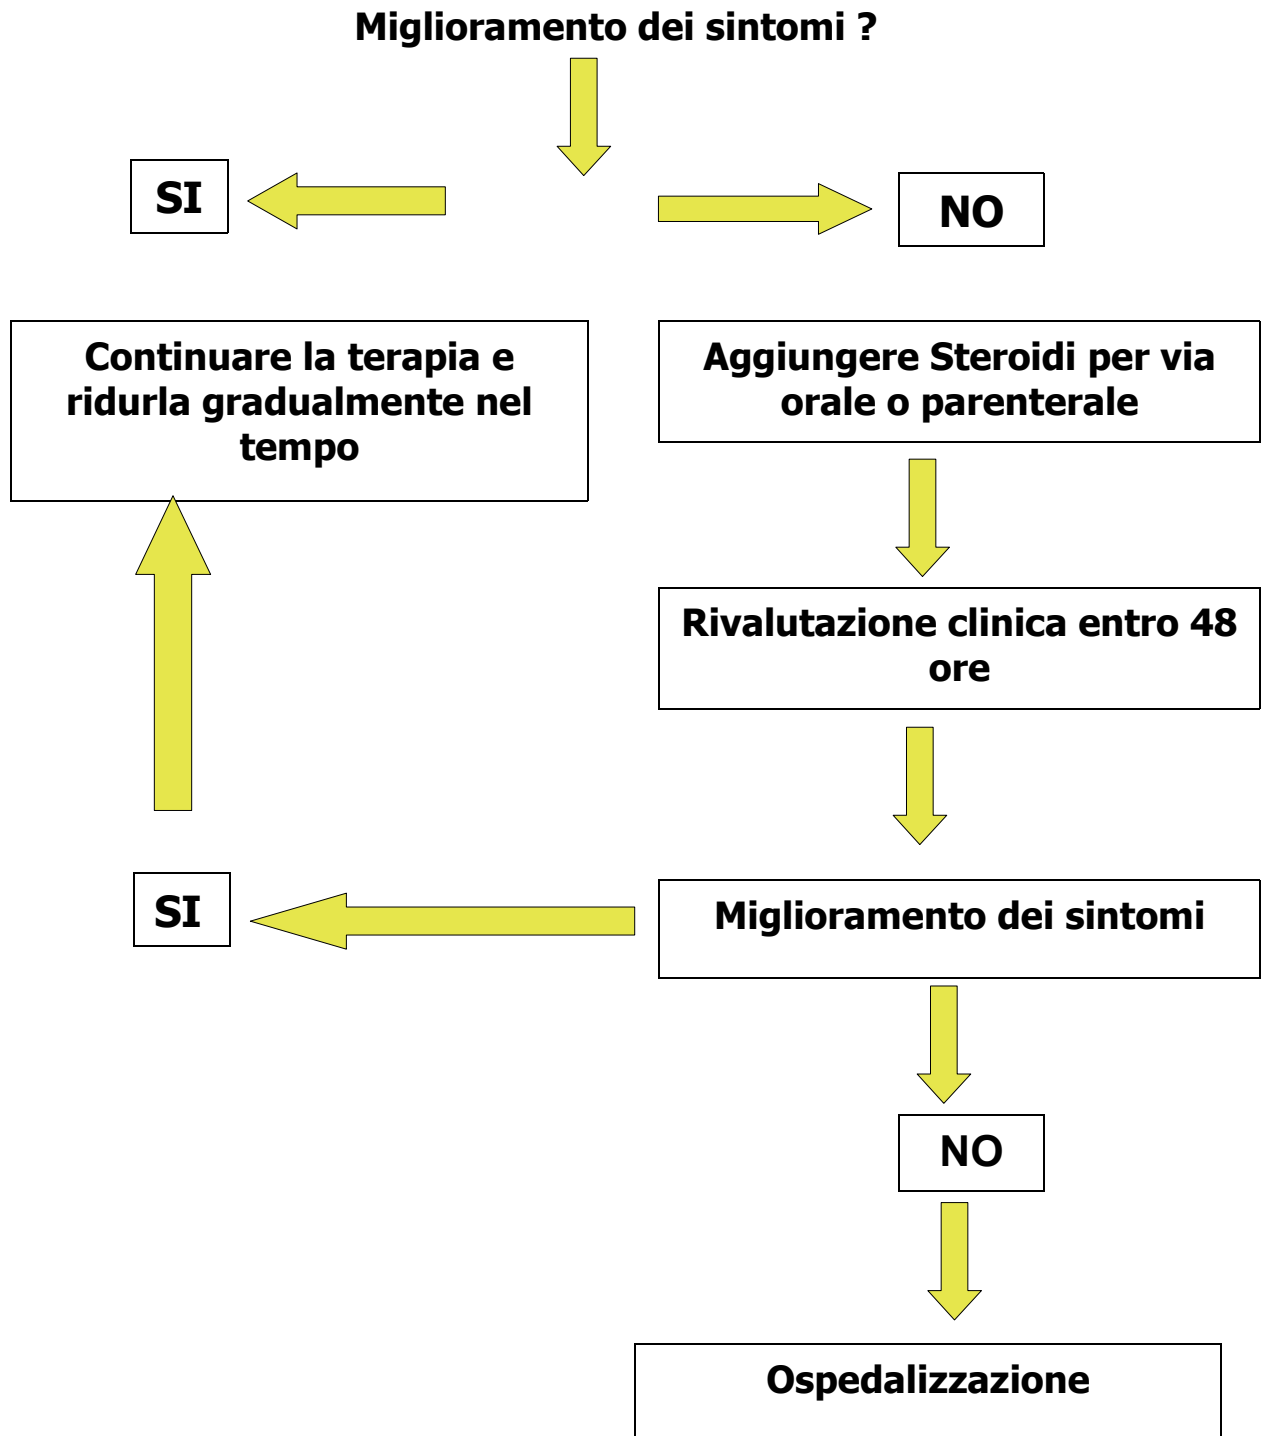 Miglioramento dei sintomi ?
SI
NO
Continuare la terapia e
ridurla gradualmente nel
tempo
Aggiungere Steroidi per via
orale o parenterale
Rivalutazione clinica entro 48
ore
SI
Miglioramento dei sintomi
NO
Ospedalizzazione